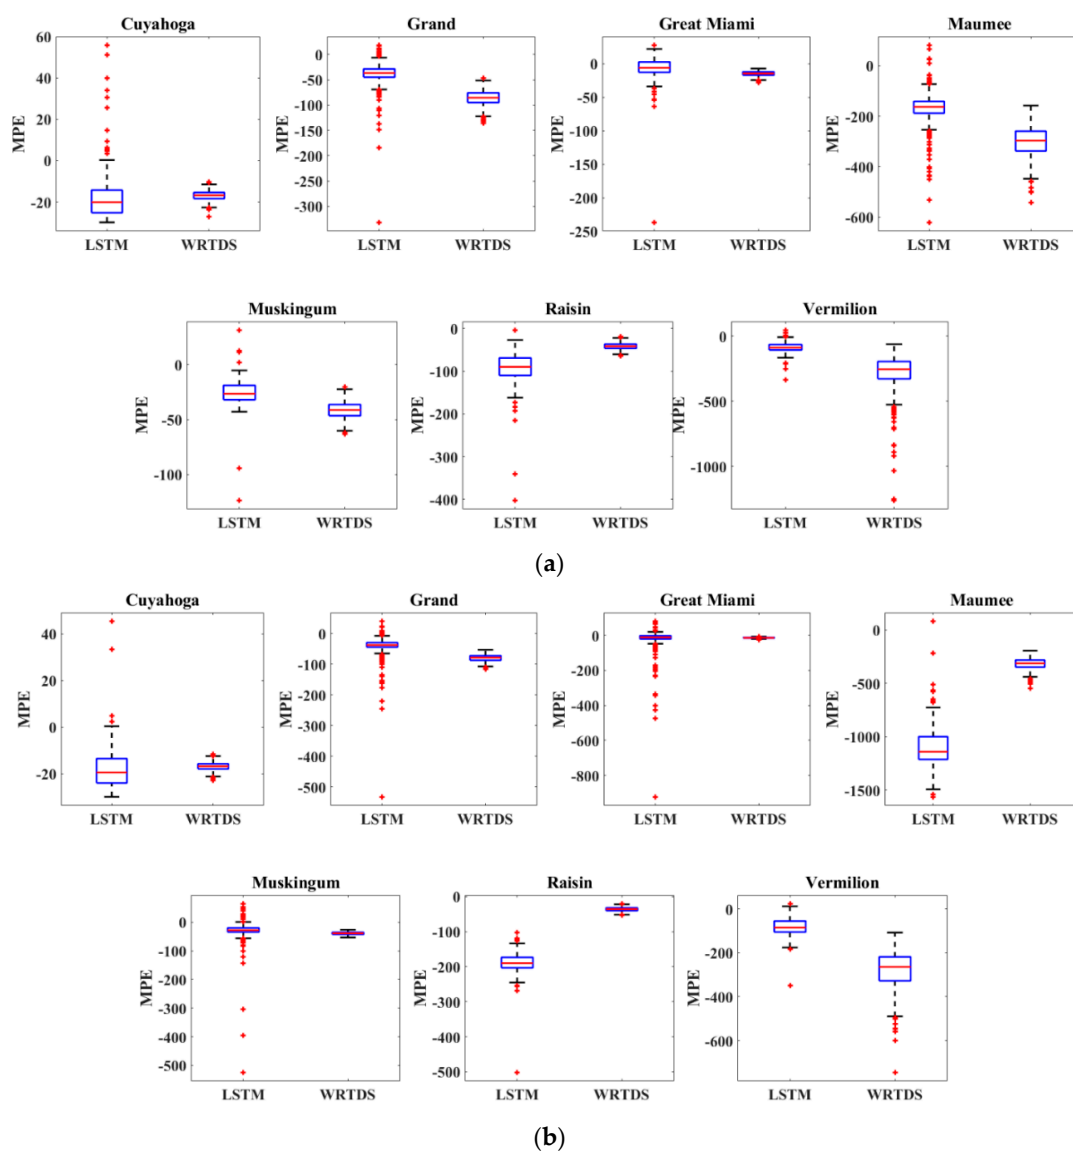 Cuyahoga
Grand
Great Miami
Maumee
MPE
60
40
20
0
-20
LSTM
WRTDS
MPE
0
-50
-100
-150
-200
-250
-300
LSTM
WRTDS
MPE
0
-50
-100
-150
-200
-250
LSTM
WRTDS
MPE
0
-200
-400
-600
LSTM
WRTDS
Muskingum
Raisin
Vermilion
MPE
0
-50
-100
LSTM
WRTDS
MPE
0
-100
-200
-300
-400
LSTM
WRTDS
MPE
0
-500
-1000
LSTM
WRTDS
(a)
Cuyahoga
Grand
Great Miami
Maumee
MPE
40
20
0
-20
LSTM
WRTDS
MPE
0
-100
-200
-300
-400
-500
LSTM
WRTDS
MPE
0
-200
-400
-600
-800
LSTM
WRTDS
MPE
0
-500
-1000
-1500
LSTM
WRTDS
Muskingum
Raisin
Vermilion
MPE
0
-100
-200
-300
-400
-500
LSTM
WRTDS
MPE
0
-100
-200
-300
-400
-500
LSTM
WRTDS
MPE
0
-200
-400
-600
LSTM
WRTDS
(b)